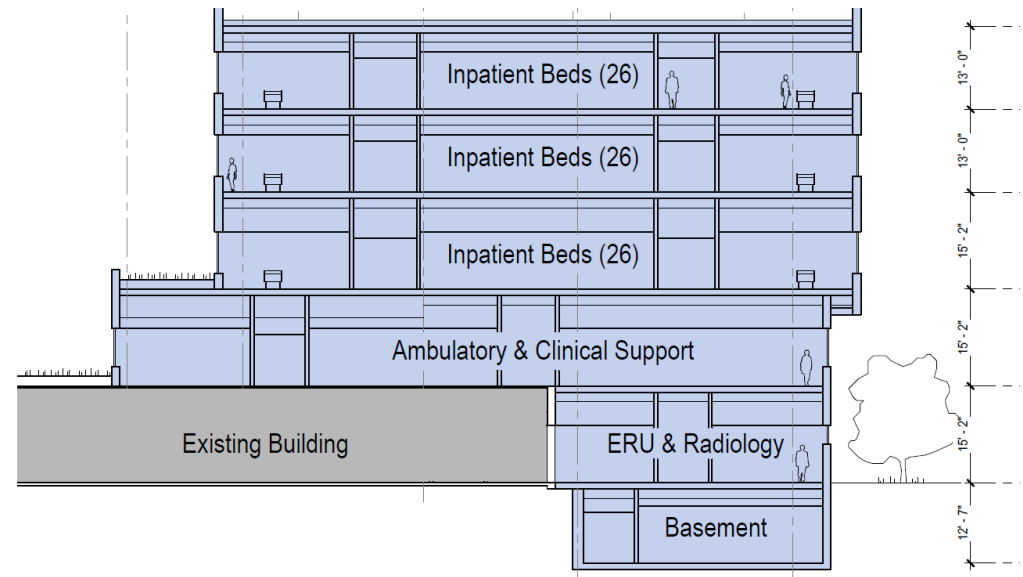 Inpatient Beds (26)
13' - 0"
Inpatient Beds (26)
13' - 0"
Inpatient Beds (26)
15' - 2"
Ambulatory & Clinical Support
15' - 2"
Existing Building
ERU & Radiology
15' - 2"
Basement
12' - 7"